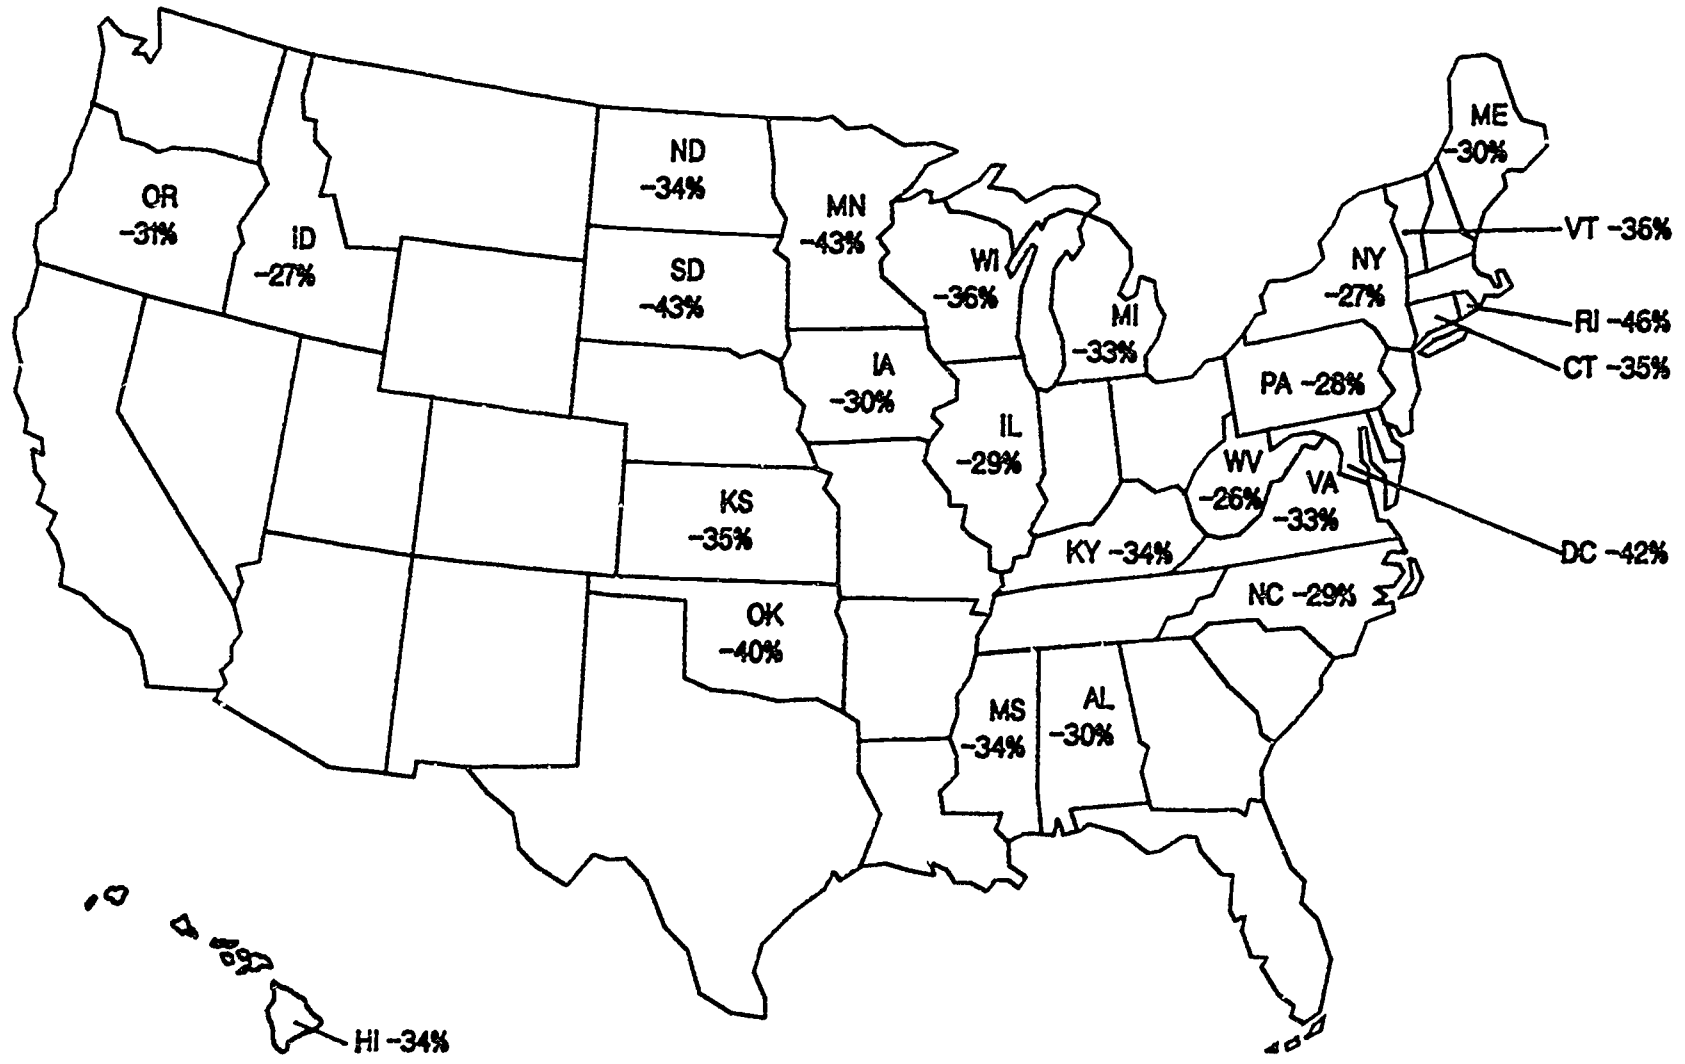 ME
-30%
ND
-34%
OR
-31%
MN
-43%
VT -36%
ID
-27%
WI
-36%
NY
-27%
SD
-43%
MI
-33%
RI -46%
CT -35%
IA
-30%
PA -28%
IL
-29%
WV
-26%
VA
-33%
KS
-35%
KY -34%
DC -42%
NC -29%
OK
-40%
MS
-34%
AL
-30%
HI -34%